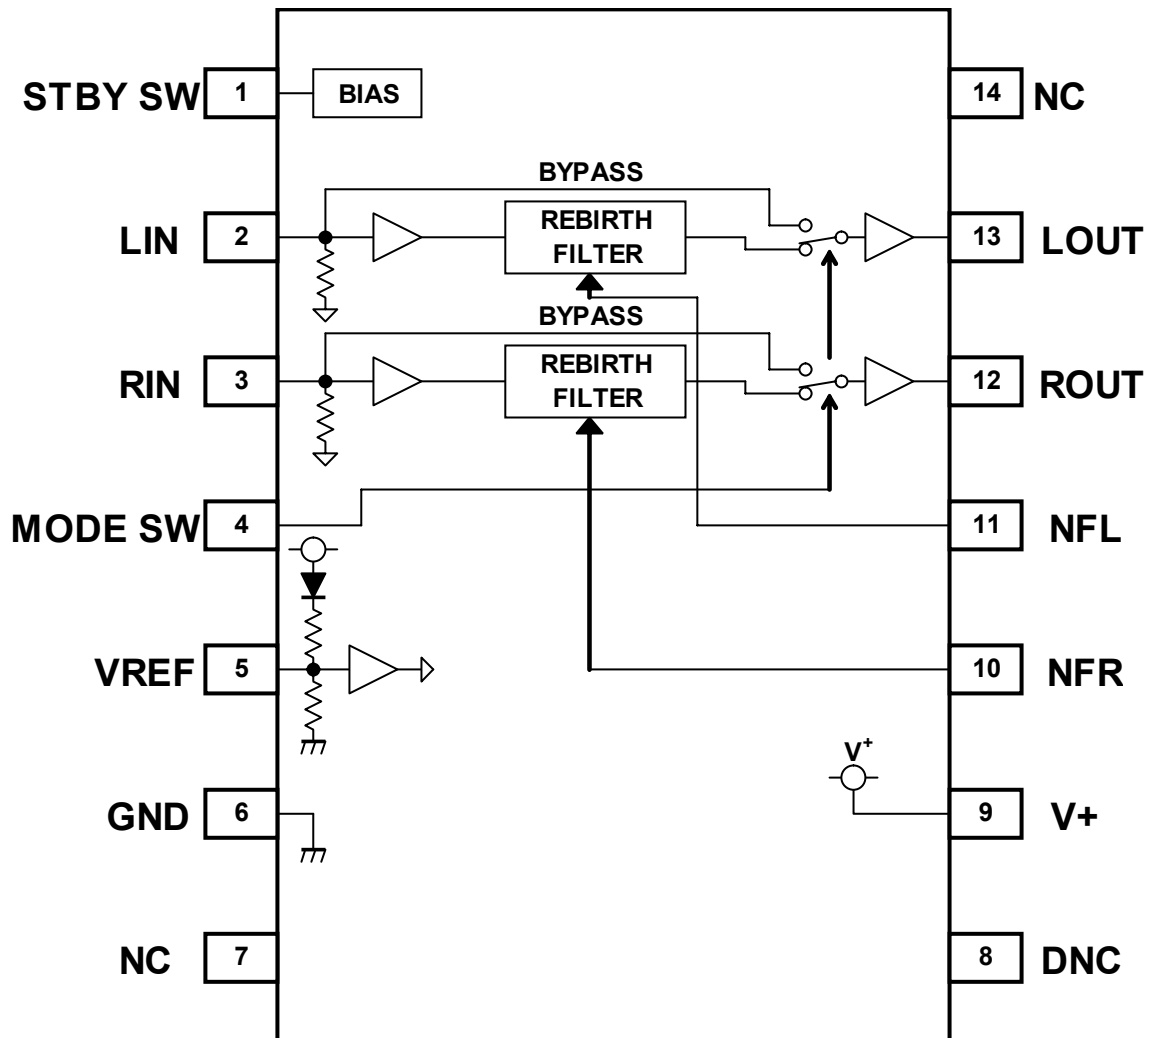 STBY SW 1 BIAS 14 NC
BYPASS
LIN 2 REBIRTH FILTER 13 LOUT
BYPASS
RIN 3 REBIRTH FILTER 12 ROUT
MODE SW 4 11 NFL
VREF 5 10 NFR
V+
GND 6 9 V+
NC 7 8 DNC